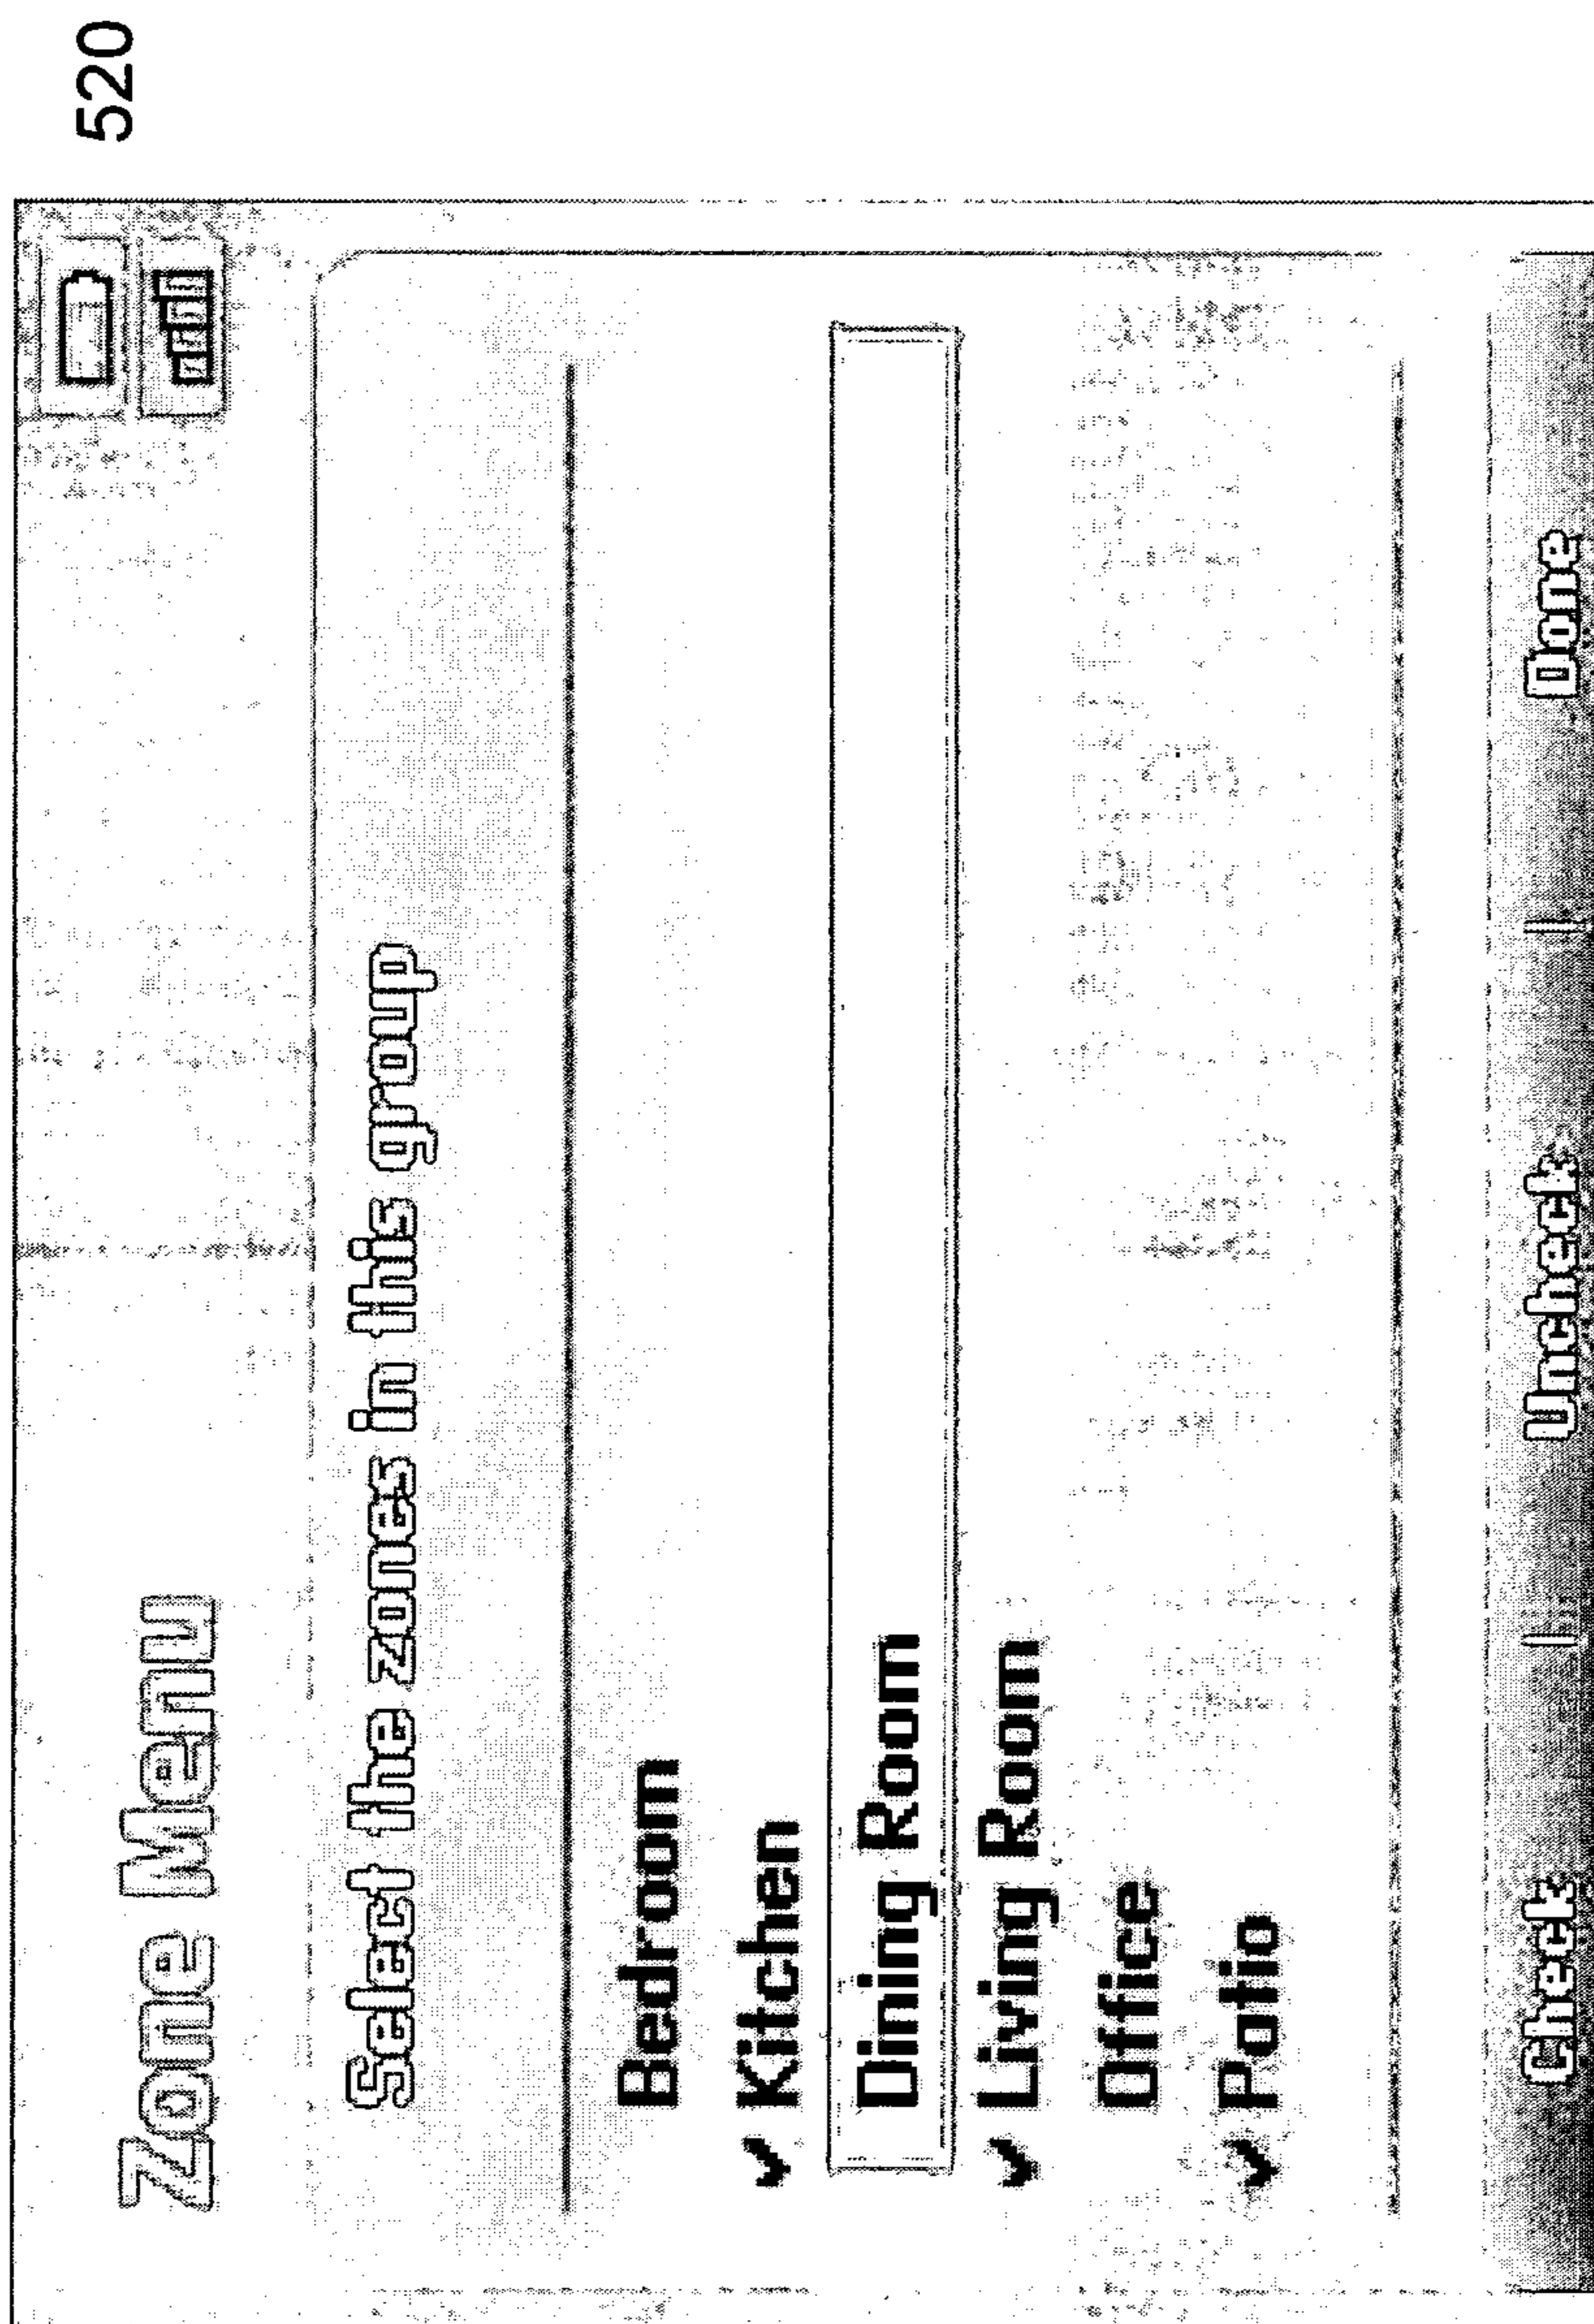 520
Zone Menu
Select the zones in this group
Bedroom
✓ Kitchen
Dining Room
✓ Living Room
Office
✓ Patio
Check | Uncheck | Done